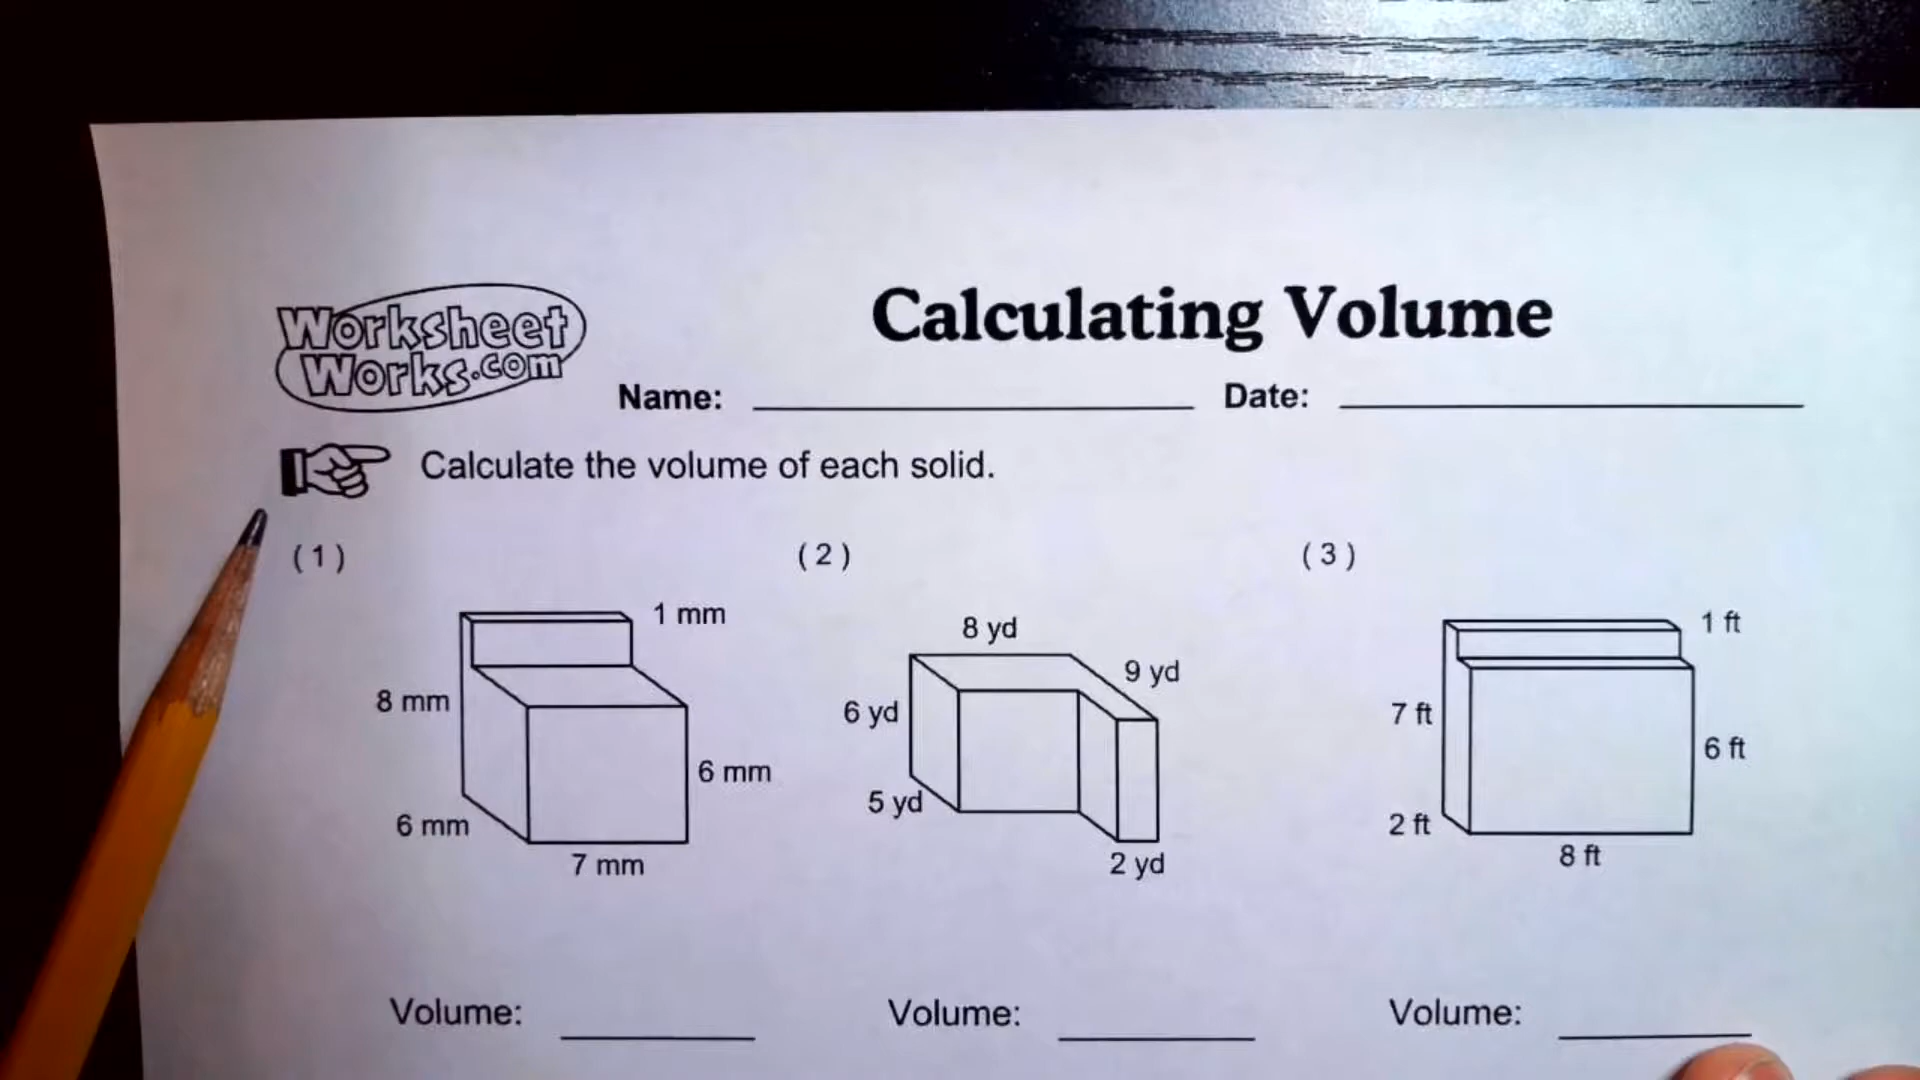 Worksheet
Works.com
Calculating Volume
Name:
Date:
Calculate the volume of each solid.
(1)
(2)
(3)
1 mm
8 mm
6 mm
6 mm
7 mm
8 yd
9 yd
6 yd
5 yd
2 yd
1 ft
7 ft
6 ft
2 ft
8 ft
Volume:
Volume:
Volume: